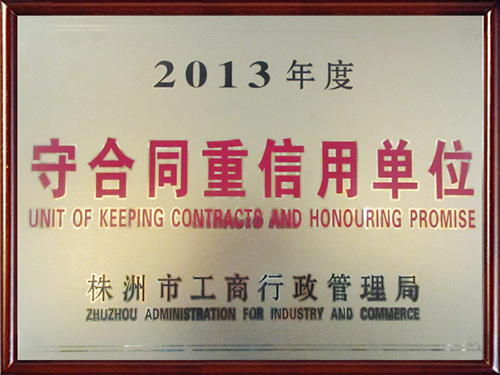 2013年度
守合同重信用单位
UNIT OF KEEPING CONTRACTS AND HONOURING PROMISE
株洲市工商行政管理局
ZHUZHOU ADMINISTRATION FOR INDUSTRY AND COMMERCE